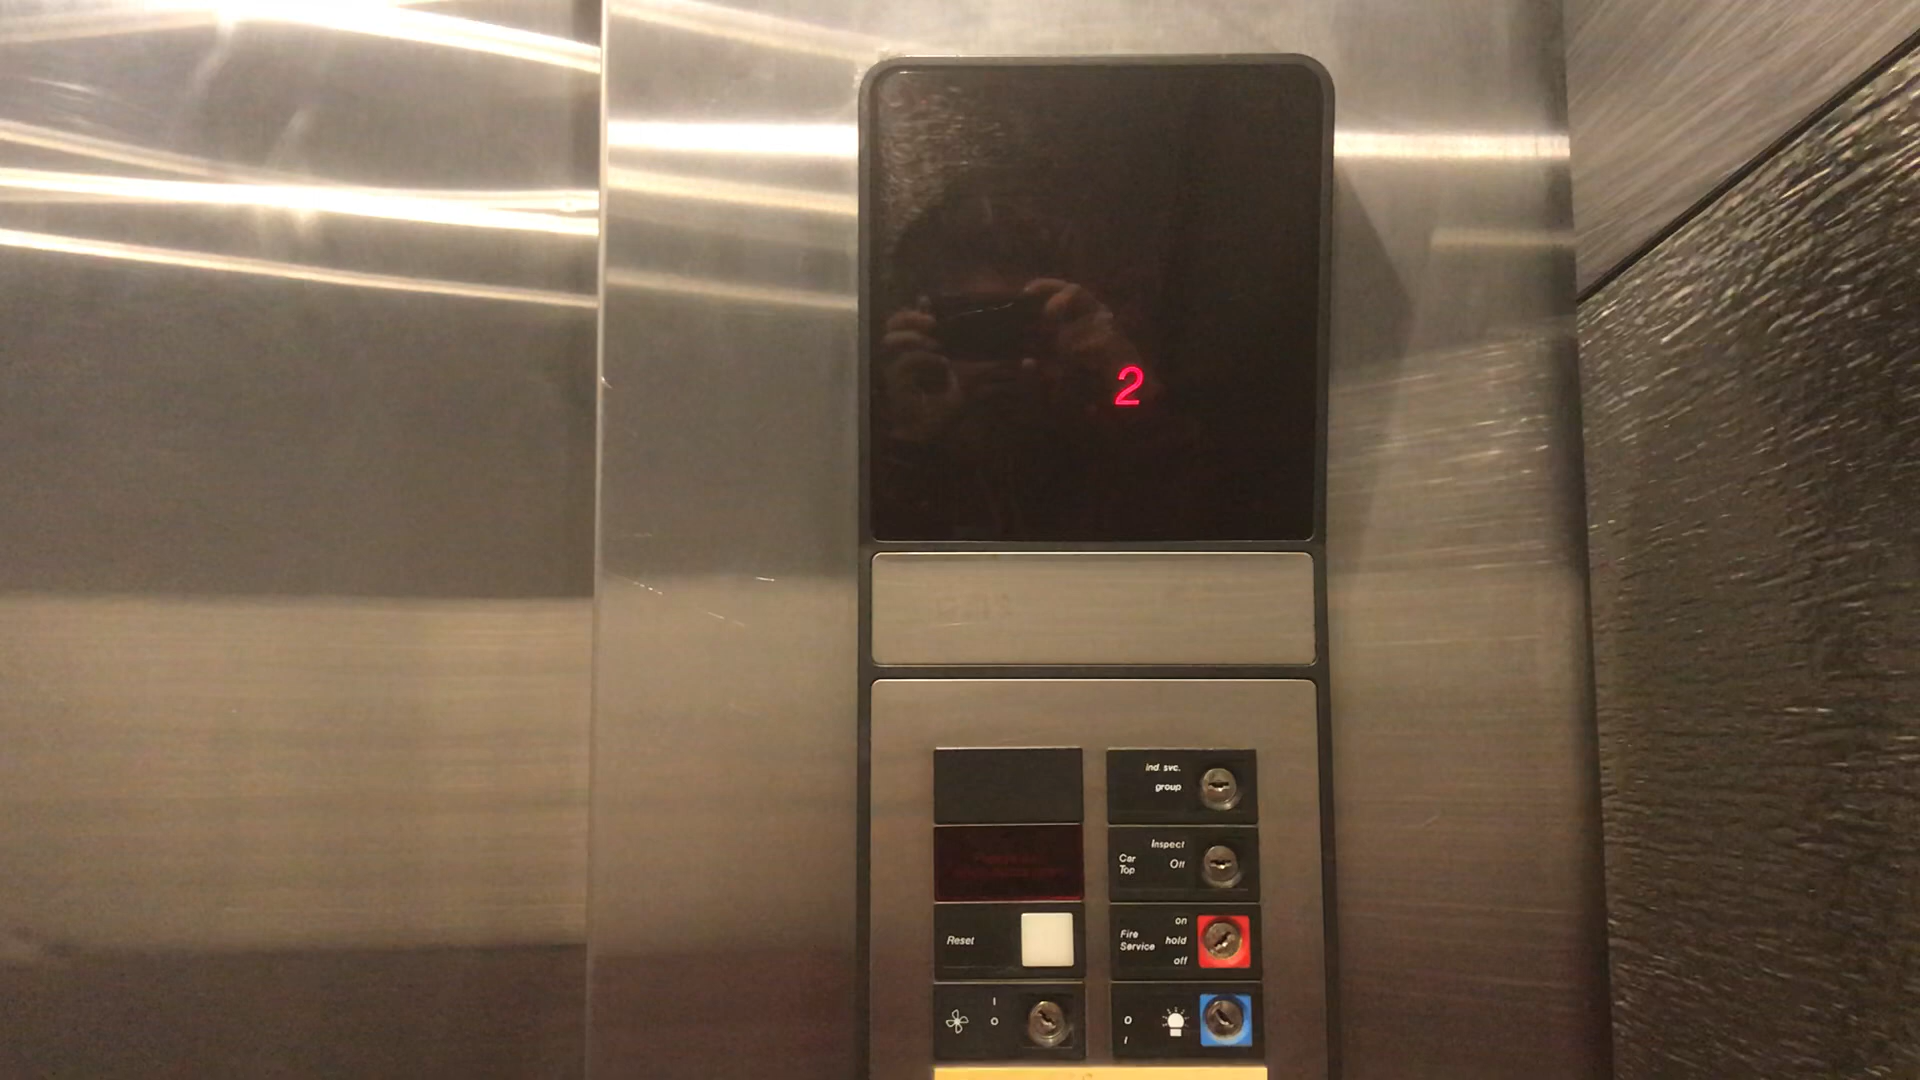 2
ind. svc.
group
Inspect
Car Top
Off
Reset
Fire Service
on
hold
off
I
O
O
I